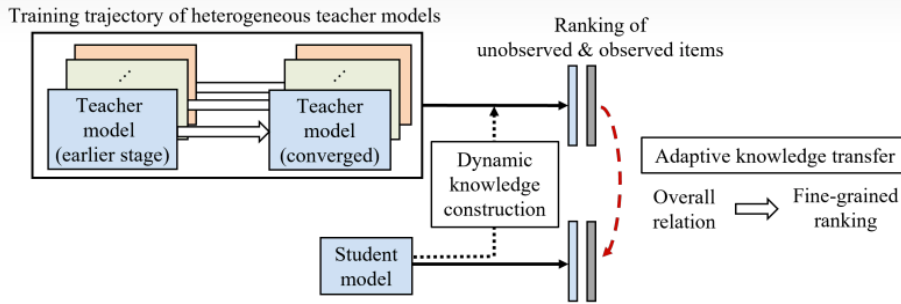 Training trajectory of heterogeneous teacher models
Ranking of
unobserved & observed items
⋰
⋰
Teacher
model
(earlier stage)
Teacher
model
(converged)
Dynamic
knowledge
construction
Adaptive knowledge transfer
Overall
relation
Fine-grained
ranking
Student
model